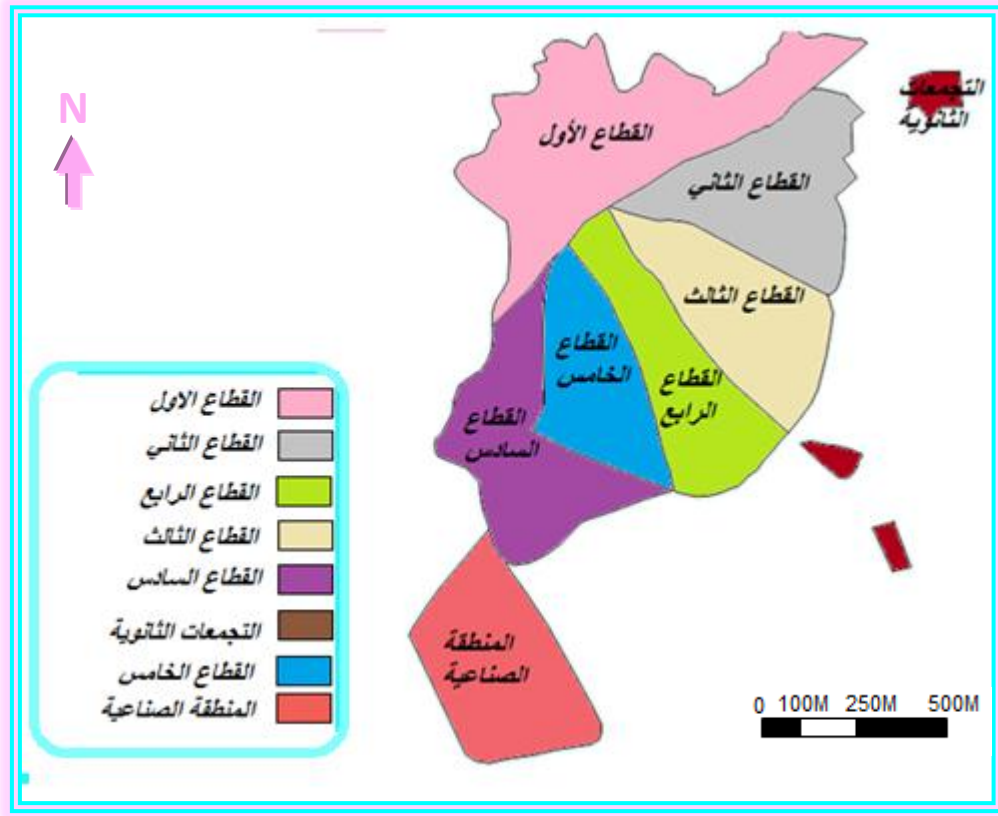 N
التجمعات
الثانوية
القطاع الأول
القطاع الثاني
القطاع الثالث
القطاع
الخامس
القطاع
الرابع
القطاع
السادس
المنطقة
الصناعية
القطاع الاول
القطاع الثاني
القطاع الرابع
القطاع الثالث
القطاع السادس
التجمعات الثانوية
القطاع الخامس
المنطقة الصناعية
0 100M 250M 500M